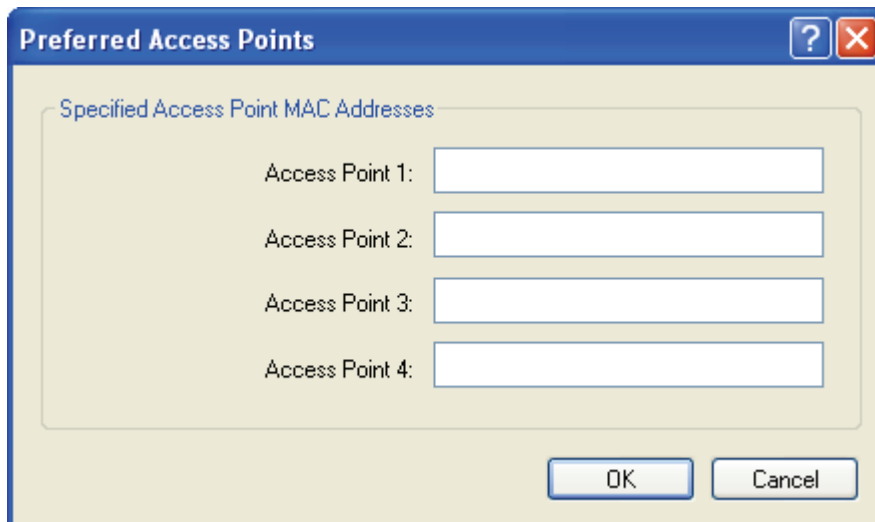 Preferred Access Points
?
Specified Access Point MAC Addresses
Access Point 1:
Access Point 2:
Access Point 3:
Access Point 4:
OK Cancel